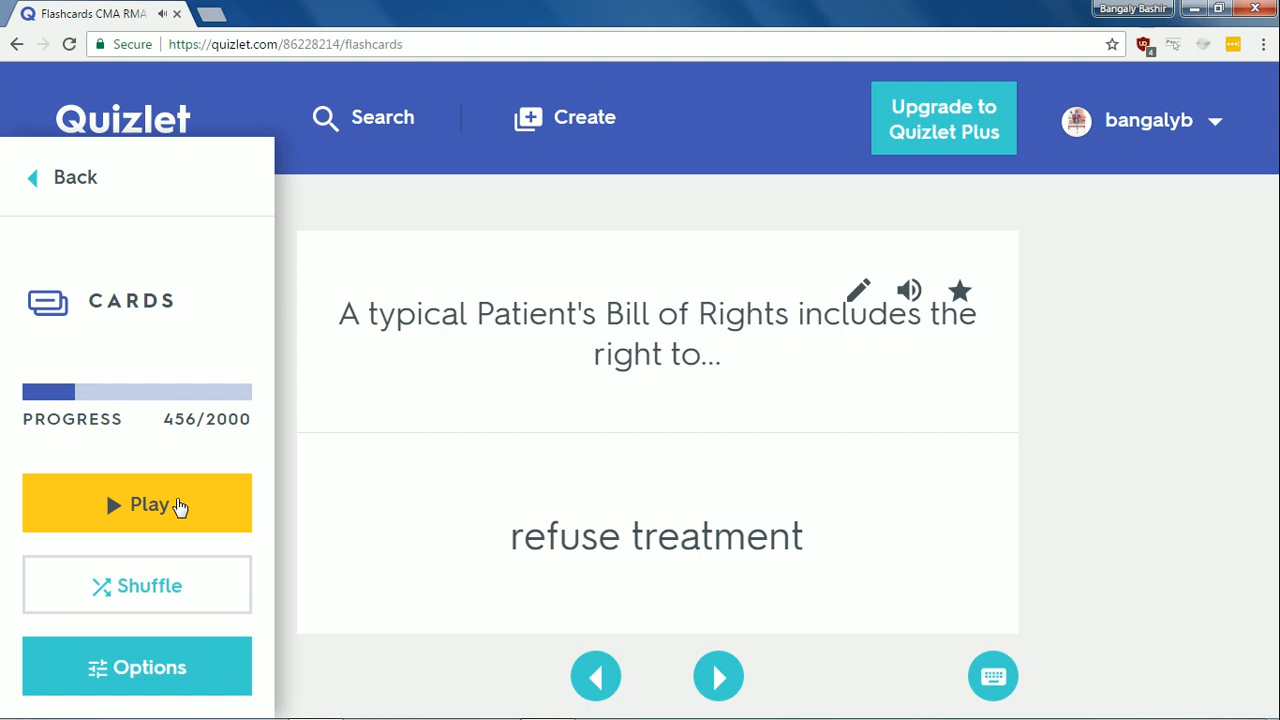 Flashcards CMA RMA
Bangaly Bashir
Secure
https://quizlet.com/86228214/flashcards
4
Quizlet
Search
Create
Upgrade to
Quizlet Plus
bangalyb
Back
CARDS
PROGRESS 456/2000
Play
Shuffle
Options
A typical Patient's Bill of Rights includes the
right to...
refuse treatment